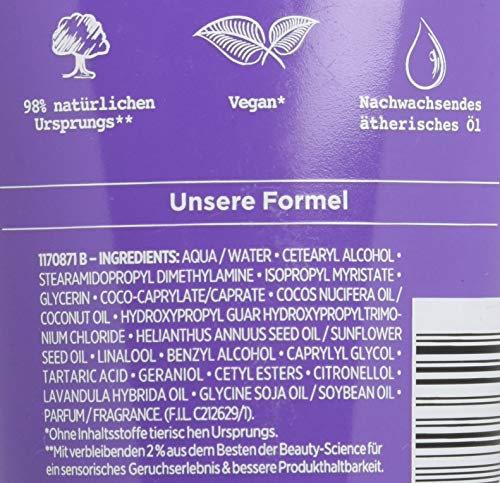 98% natürlichen
Ursprungs**
Vegan*
Nachwachsendes
ätherisches Öl
Unsere Formel
1170871 B – INGREDIENTS: AQUA / WATER • CETEARYL ALCOHOL •
STEARAMIDOPROPYL DIMETHYLAMINE • ISOPROPYL MYRISTATE •
GLYCERIN • COCO-CAPRYLATE/CAPRATE • COCOS NUCIFERA OIL /
COCONUT OIL • HYDROXYPROPYL GUAR HYDROXYPROPYLTRIMO-
NIUM CHLORIDE • HELIANTHUS ANNUUS SEED OIL / SUNFLOWER
SEED OIL • LINALOOL • BENZYL ALCOHOL • CAPRYLYL GLYCOL •
TARTARIC ACID • GERANIOL • CETYL ESTERS • CITRONELLOL •
LAVANDULA HYBRIDA OIL • GLYCINE SOJA OIL / SOYBEAN OIL •
PARFUM / FRAGRANCE. (F.I.L. C212629/1).
*Ohne Inhaltsstoffe tierischen Ursprungs.
**Mit verbleibenden 2 % aus dem Besten der Beauty-Science für
ein sensorisches Geruchserlebnis & bessere Produkthaltbarkeit.